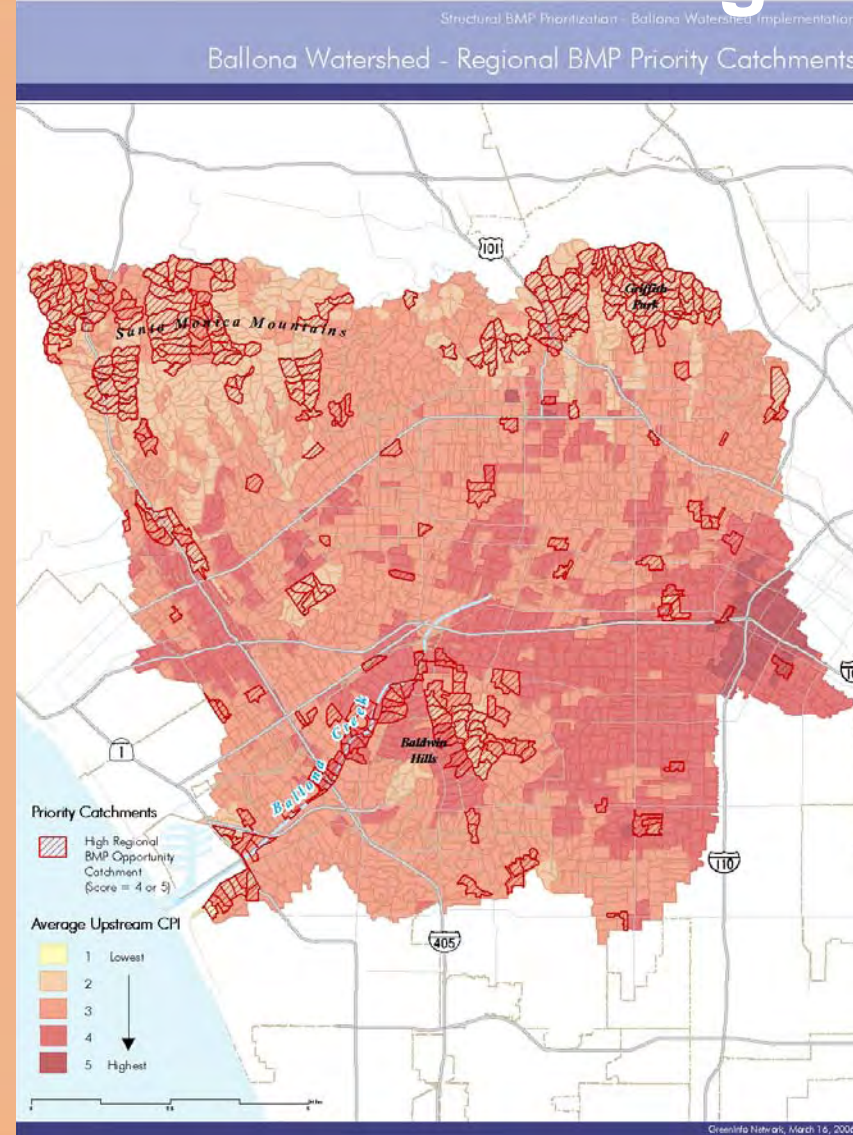 g
Structural BMP Prioritization - Ballona Watershed Implementation
Ballona Watershed - Regional BMP Priority Catchments
101
Griffith
Park
Santa Monica Mountains
10
1
Ballona Creek
Baldwin
Hills
Priority Catchments
High Regional
BMP Opportunity
Catchment
(Score = 4 or 5)
110
Average Upstream CPI
1 Lowest
2
3
4
5 Highest
405
GreenInfo Network, March 16, 2006